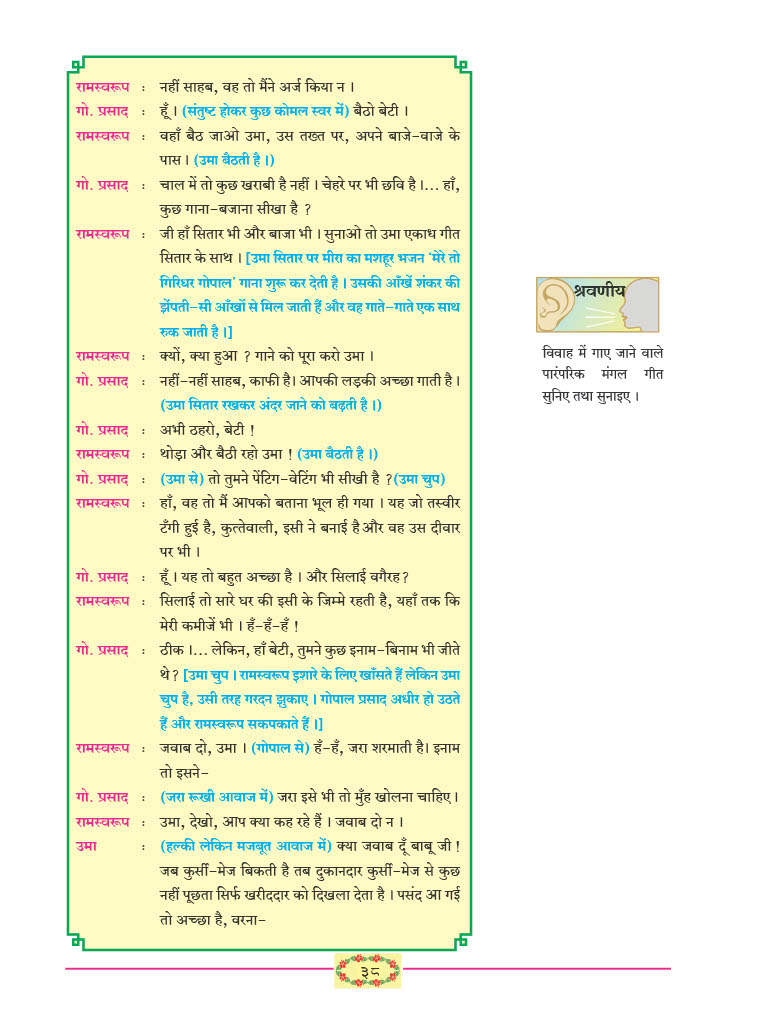 रामस्वरूप : नहीं साहब, वह तो मैंने अर्ज किया न ।
गो. प्रसाद : हूँ । (संतुष्ट होकर कुछ कोमल स्वर में) बैठो बेटी ।
रामस्वरूप : वहाँ बैठ जाओ उमा, उस तख्त पर, अपने बाजे-वाजे के
पास । (उमा बैठती है ।)
गो. प्रसाद : चाल में तो कुछ खराबी है नहीं । चेहरे पर भी छवि है ।... हाँ,
कुछ गाना-बजाना सीखा है ?
रामस्वरूप : जी हाँ सितार भी और बाजा भी । सुनाओ तो उमा एकाध गीत
सितार के साथ । [उमा सितार पर मीरा का मशहूर भजन ‘मेरे तो
गिरिधर गोपाल’ गाना शुरू कर देती है । उसकी आँखें शंकर की
झेंपती-सी आँखों से मिल जाती हैं और वह गाते-गाते एक साथ
रुक जाती है ।]
रामस्वरूप : क्यों, क्या हुआ ? गाने को पूरा करो उमा ।
गो. प्रसाद : नहीं-नहीं साहब, काफी है। आपकी लड़की अच्छा गाती है ।
(उमा सितार रखकर अंदर जाने को बढ़ती है ।)
गो. प्रसाद : अभी ठहरो, बेटी !
रामस्वरूप : थोड़ा और बैठी रहो उमा ! (उमा बैठती है ।)
गो. प्रसाद : (उमा से) तो तुमने पेंटिग-वेटिंग भी सीखी है ?(उमा चुप)
रामस्वरूप : हाँ, वह तो मैं आपको बताना भूल ही गया । यह जो तस्वीर
टँगी हुई है, कुत्तेवाली, इसी ने बनाई है और वह उस दीवार
पर भी ।
गो. प्रसाद : हूँ । यह तो बहुत अच्छा है । और सिलाई वगैरह?
रामस्वरूप : सिलाई तो सारे घर की इसी के जिम्मे रहती है, यहाँ तक कि
मेरी कमीजें भी । हँ-हँ-हँ !
गो. प्रसाद : ठीक ।... लेकिन, हाँ बेटी, तुमने कुछ इनाम-बिनाम भी जीते
थे ? [उमा चुप । रामस्वरूप इशारे के लिए खाँसते हैं लेकिन उमा
चुप है, उसी तरह गरदन झुकाए । गोपाल प्रसाद अधीर हो उठते
हैं और रामस्वरूप सकपकाते हैं ।]
रामस्वरूप : जवाब दो, उमा । (गोपाल से) हँ-हँ, जरा शरमाती है। इनाम
तो इसने-
गो. प्रसाद : (जरा रूखी आवाज में) जरा इसे भी तो मुँह खोलना चाहिए ।
रामस्वरूप : उमा, देखो, आप क्या कह रहे हैं । जवाब दो न ।
उमा : (हल्की लेकिन मजबूत आवाज में) क्या जवाब दूँ बाबू जी !
जब कुर्सी-मेज बिकती है तब दुकानदार कुर्सी-मेज से कुछ
नहीं पूछता सिर्फ खरीददार को दिखला देता है । पसंद आ गई
तो अच्छा है, वरना-
श्रवणीय
विवाह में गाए जाने वाले
पारंपरिक मंगल गीत
सुनिए तथा सुनाइए ।
३८